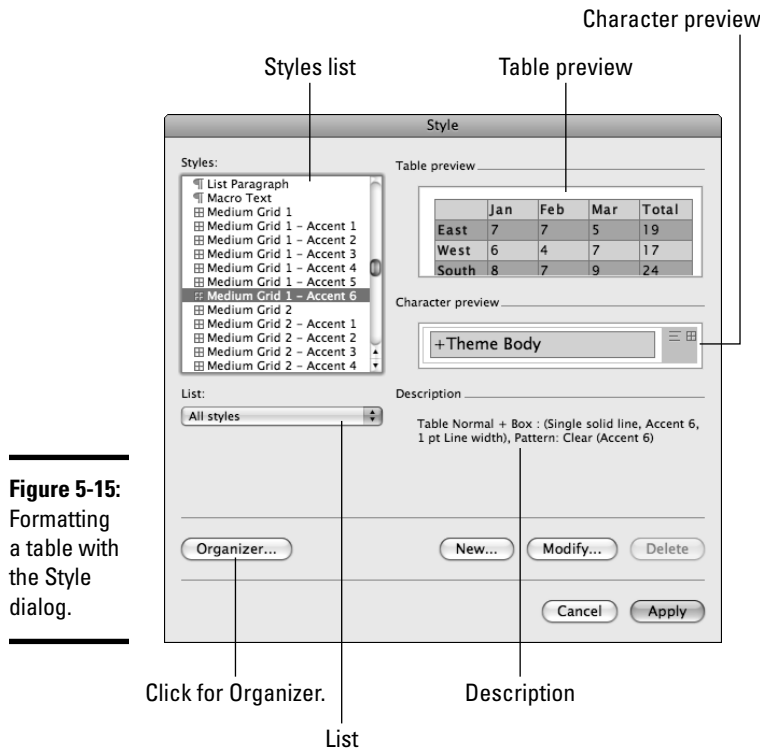 Character preview
Styles list
Table preview
Style
Styles:
List Paragraph
Macro Text
Medium Grid 1
Medium Grid 1 – Accent 1
Medium Grid 1 – Accent 2
Medium Grid 1 – Accent 3
Medium Grid 1 – Accent 4
Medium Grid 1 – Accent 5
Medium Grid 1 – Accent 6
Medium Grid 2
Medium Grid 2 – Accent 1
Medium Grid 2 – Accent 2
Medium Grid 2 – Accent 3
Medium Grid 2 – Accent 4
Table preview
Jan Feb Mar Total
East 7 7 5 19
West 6 4 7 17
South 8 7 9 24
Character preview
+Theme Body
List:
All styles
Description
Table Normal + Box : (Single solid line, Accent 6,
1 pt Line width), Pattern: Clear (Accent 6)
Figure 5-15:
Formatting
a table with
the Style
dialog.
Organizer...
New...
Modify...
Delete
Cancel
Apply
Click for Organizer.
Description
List